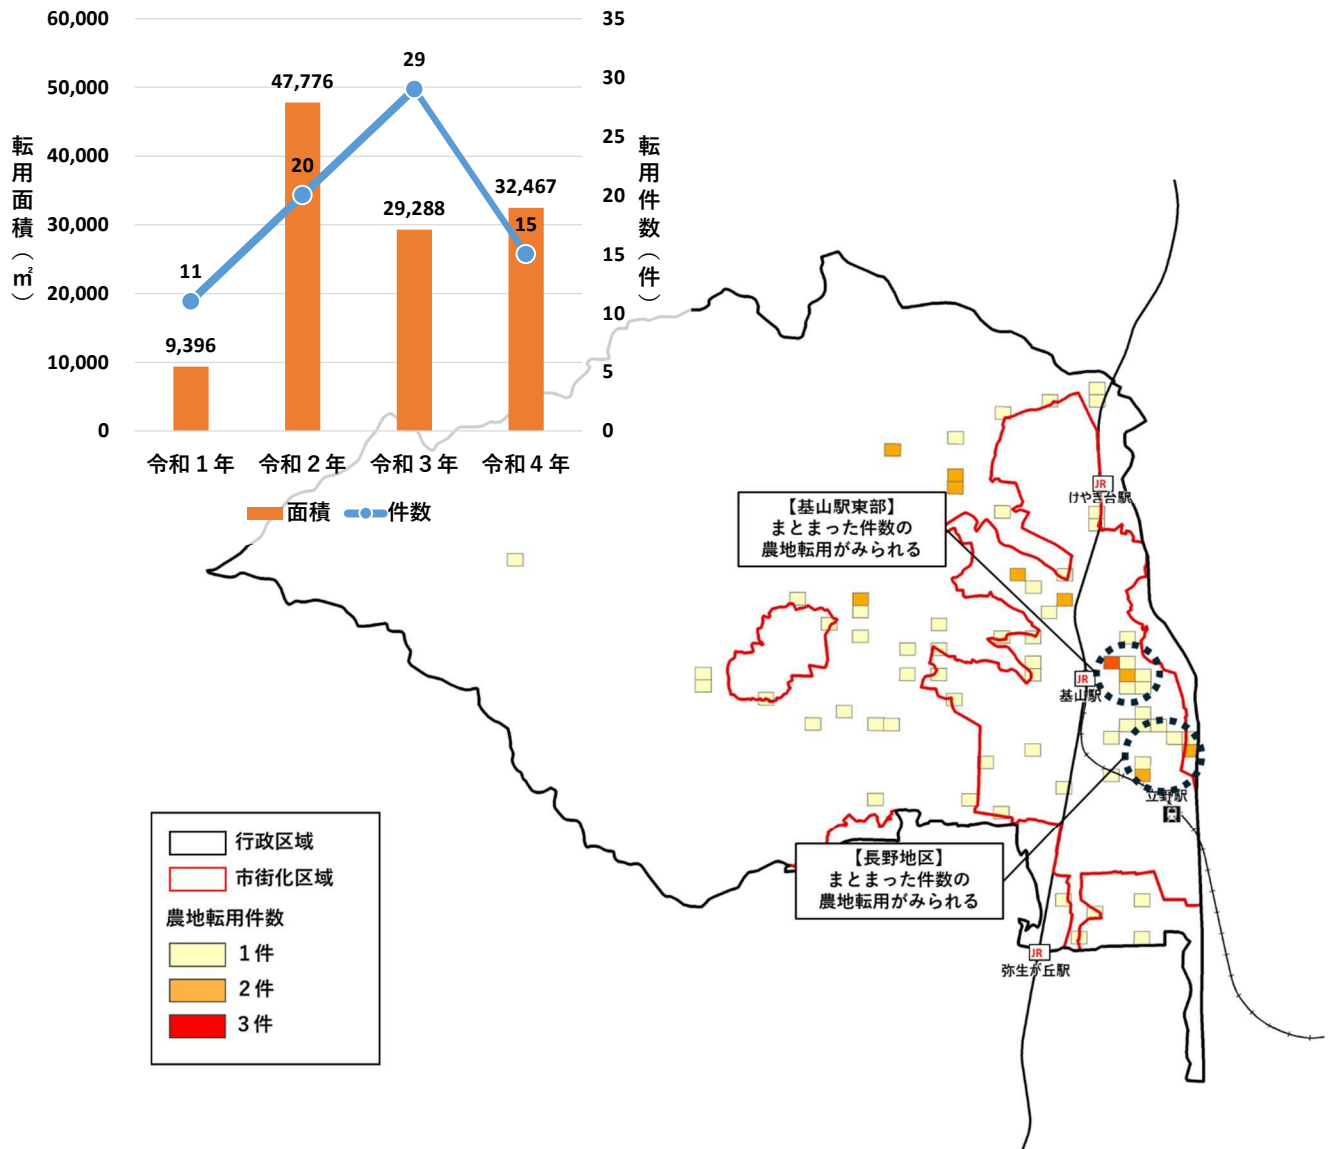 60,000
50,000
40,000
30,000
20,000
10,000
0
転用面積（㎡）
35
30
25
20
15
10
5
0
転用件数（件）
47,776
29
20
32,467
29,288
15
11
9,396
令和１年
令和２年
令和３年
令和４年
面積
件数
JR
けやき台駅
【基山駅東部】
まとまった件数の
農地転用がみられる
JR
基山駅
立野駅
【長野地区】
まとまった件数の
農地転用がみられる
JR
弥生が丘駅
行政区域
市街化区域
農地転用件数
１件
２件
３件